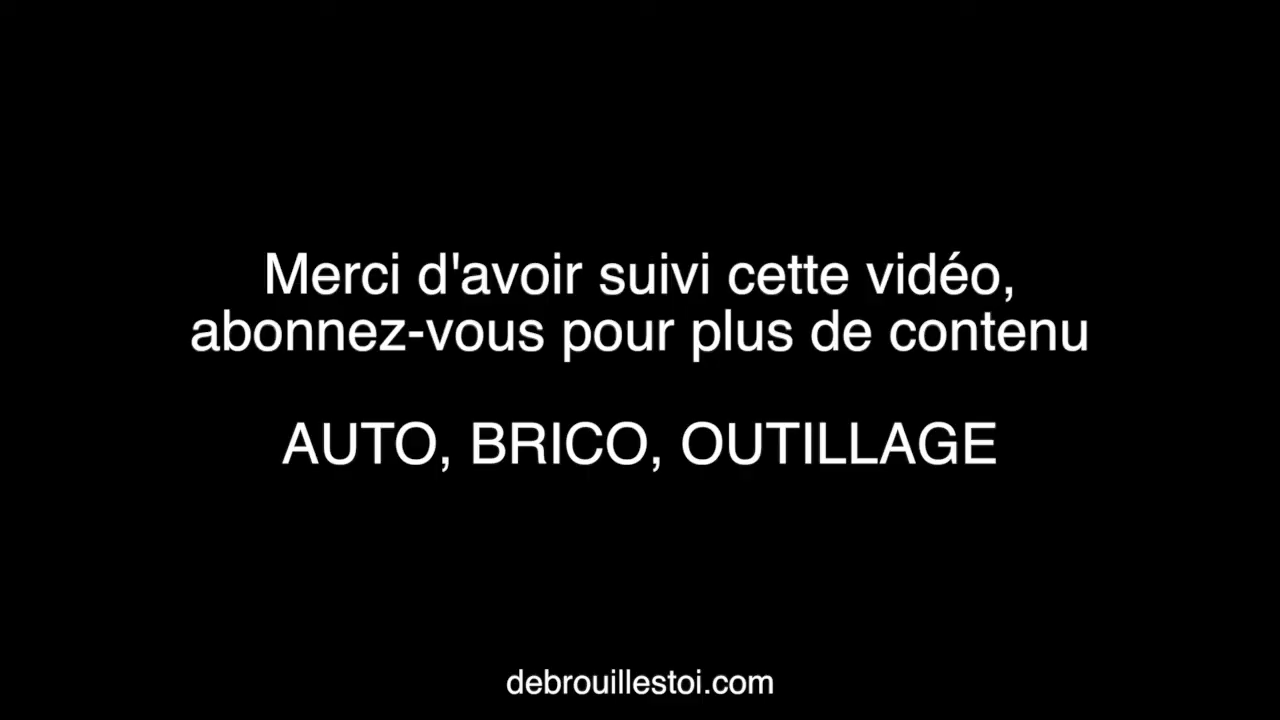 Merci d'avoir suivi cette vidéo,
abonnez-vous pour plus de contenu
AUTO, BRICO, OUTILLAGE
debrouillestoi.com